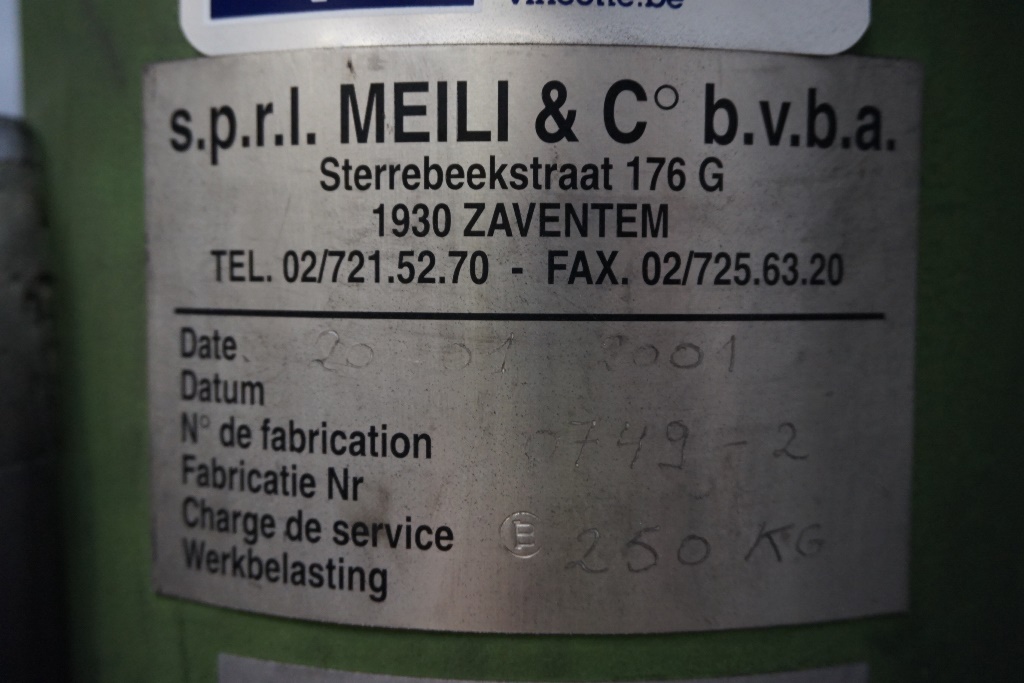 s.p.r.l. MEILI & C° b.v.b.a.
Sterrebeekstraat 176 G
1930 ZAVENTEM
TEL. 02/721.52.70 - FAX. 02/725.63.20
Date 20 01 2001
Datum
N° de fabrication 0749-2
Fabricatie Nr
Charge de service E 250 KG
Werkbelasting